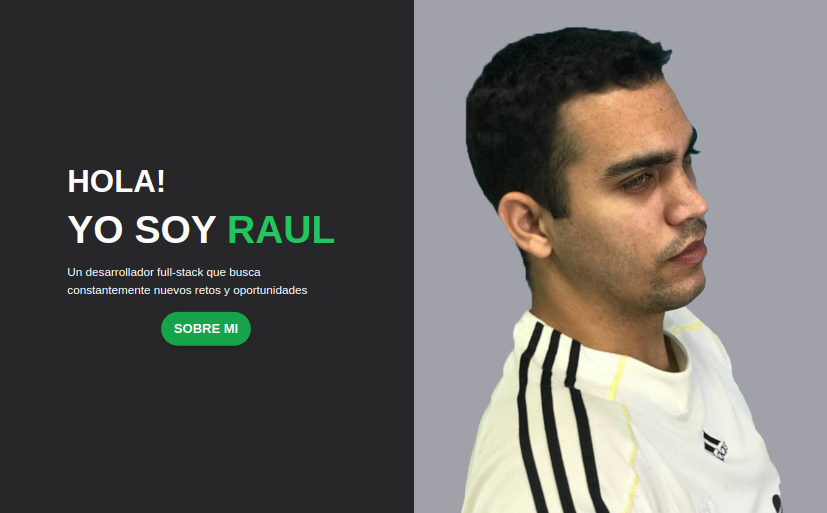 HOLA!
YO SOY RAUL
Un desarrollador full-stack que busca
constantemente nuevos retos y oportunidades
SOBRE MI